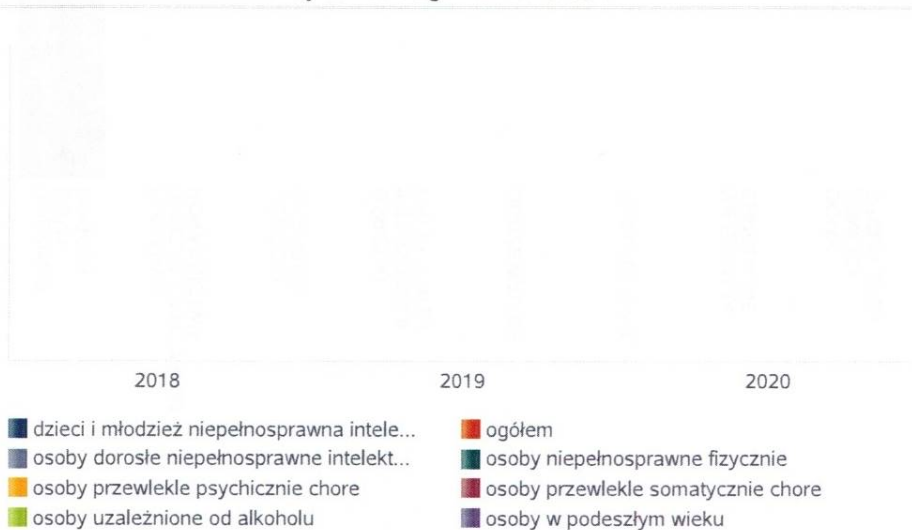 2018 2019 2020
dzieci i młodzież niepełnosprawna intele... ogółem
osoby dorosłe niepełnosprawne intelekt... osoby niepełnosprawne fizycznie
osoby przewlekle psychicznie chore osoby przewlekle somatycznie chore
osoby uzależnione od alkoholu osoby w podeszłym wieku